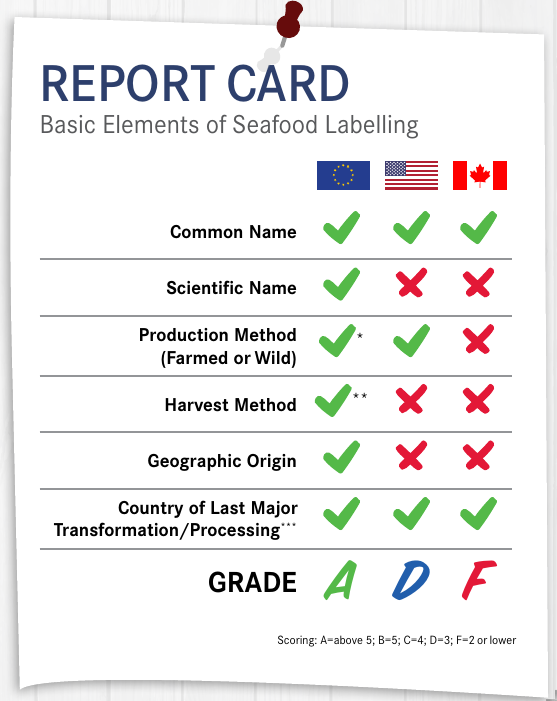 REPORT CARD
Basic Elements of Seafood Labelling
Common Name
Scientific Name
Production Method
(Farmed or Wild)
*
Harvest Method
**
Geographic Origin
Country of Last Major
Transformation/Processing***
GRADE A D F
Scoring: A=above 5; B=5; C=4; D=3; F=2 or lower